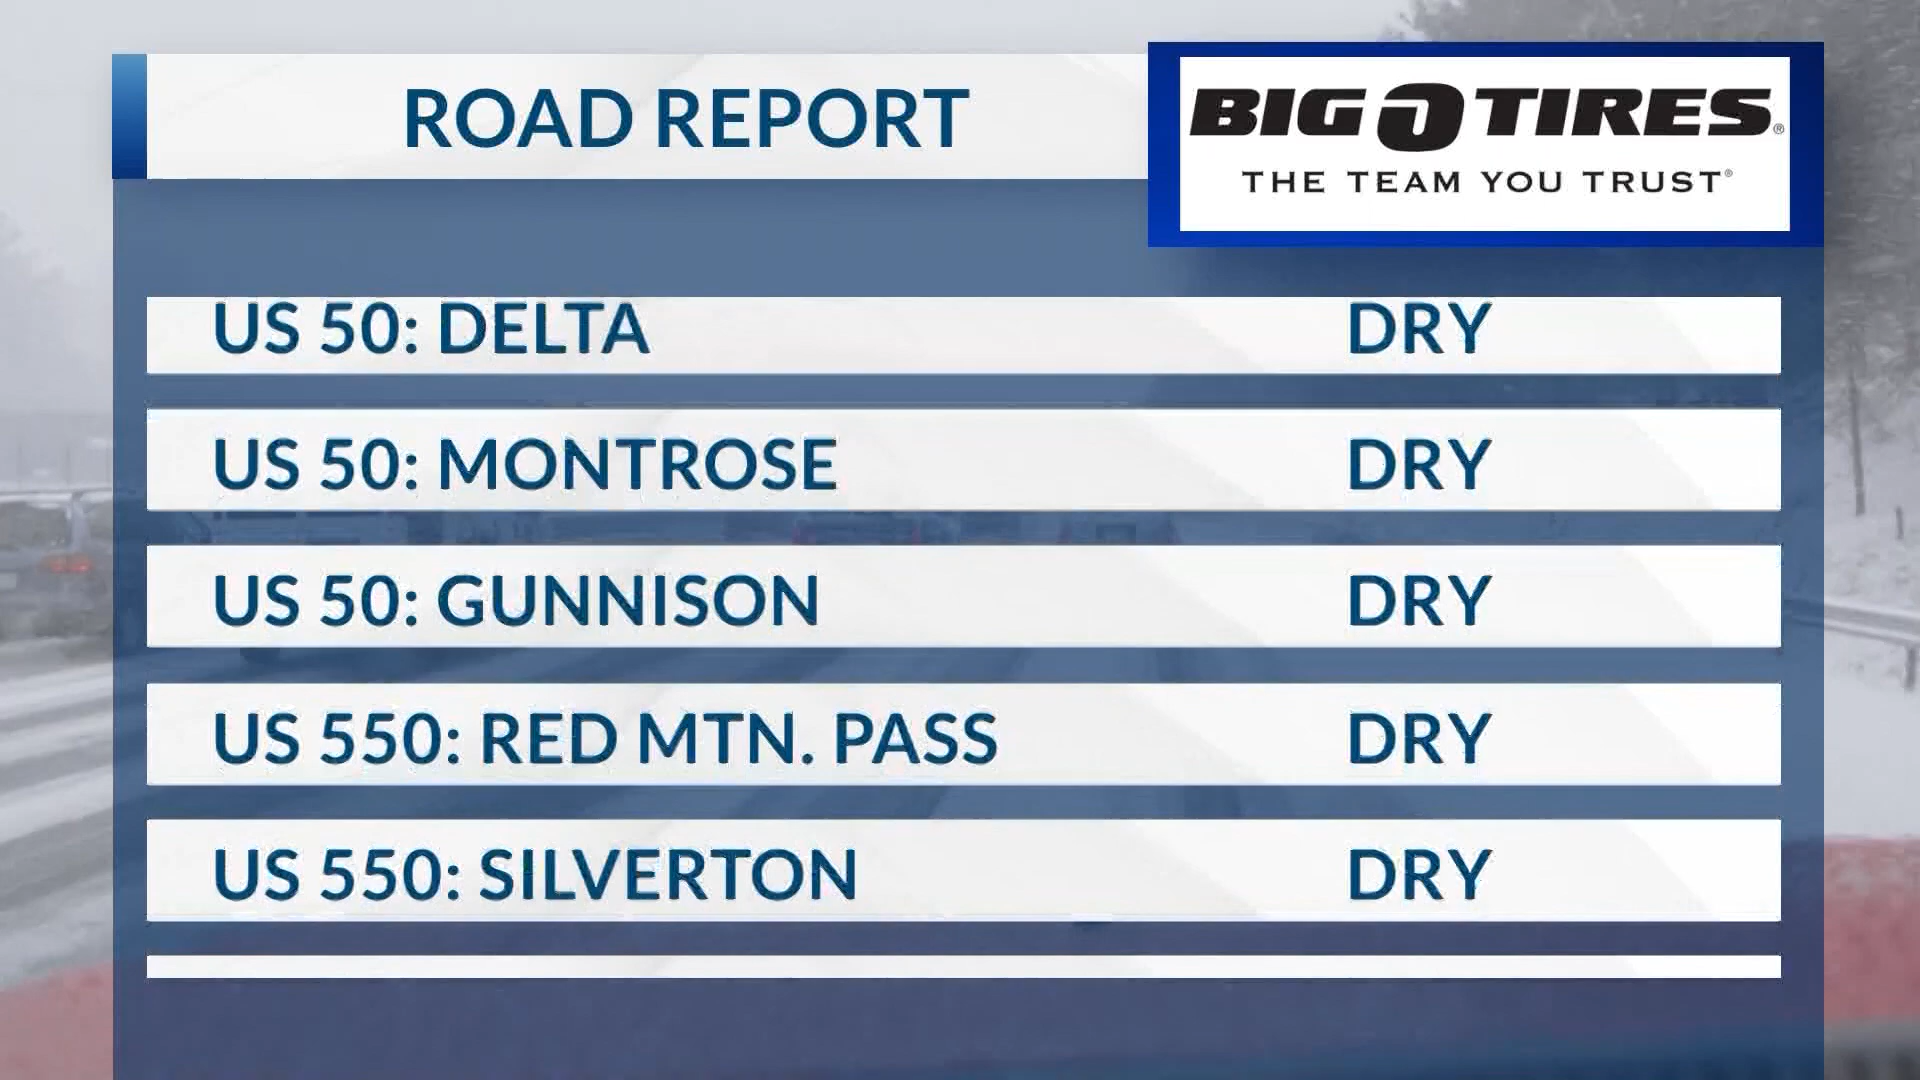 ROAD REPORT
BIG O TIRES®
THE TEAM YOU TRUST®
US 50: DELTA DRY
US 50: MONTROSE DRY
US 50: GUNNISON DRY
US 550: RED MTN. PASS DRY
US 550: SILVERTON DRY